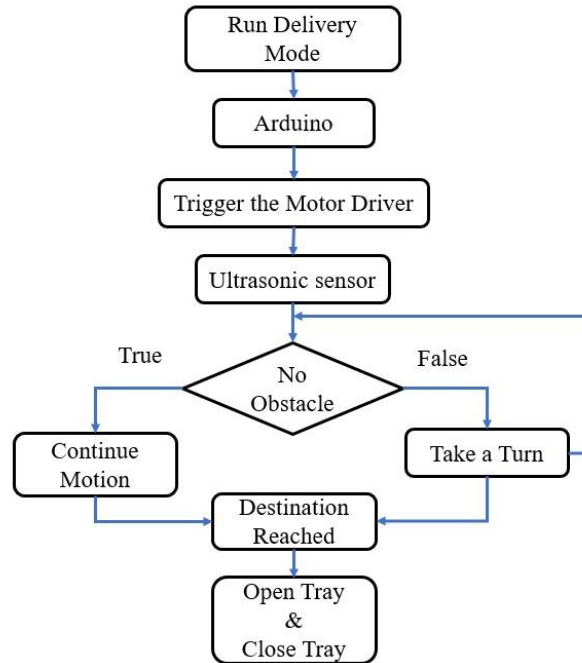 Run Delivery
Mode
Arduino
Trigger the Motor Driver
Ultrasonic sensor
True
False
No
Obstacle
Continue
Motion
Take a Turn
Destination
Reached
Open Tray
&
Close Tray